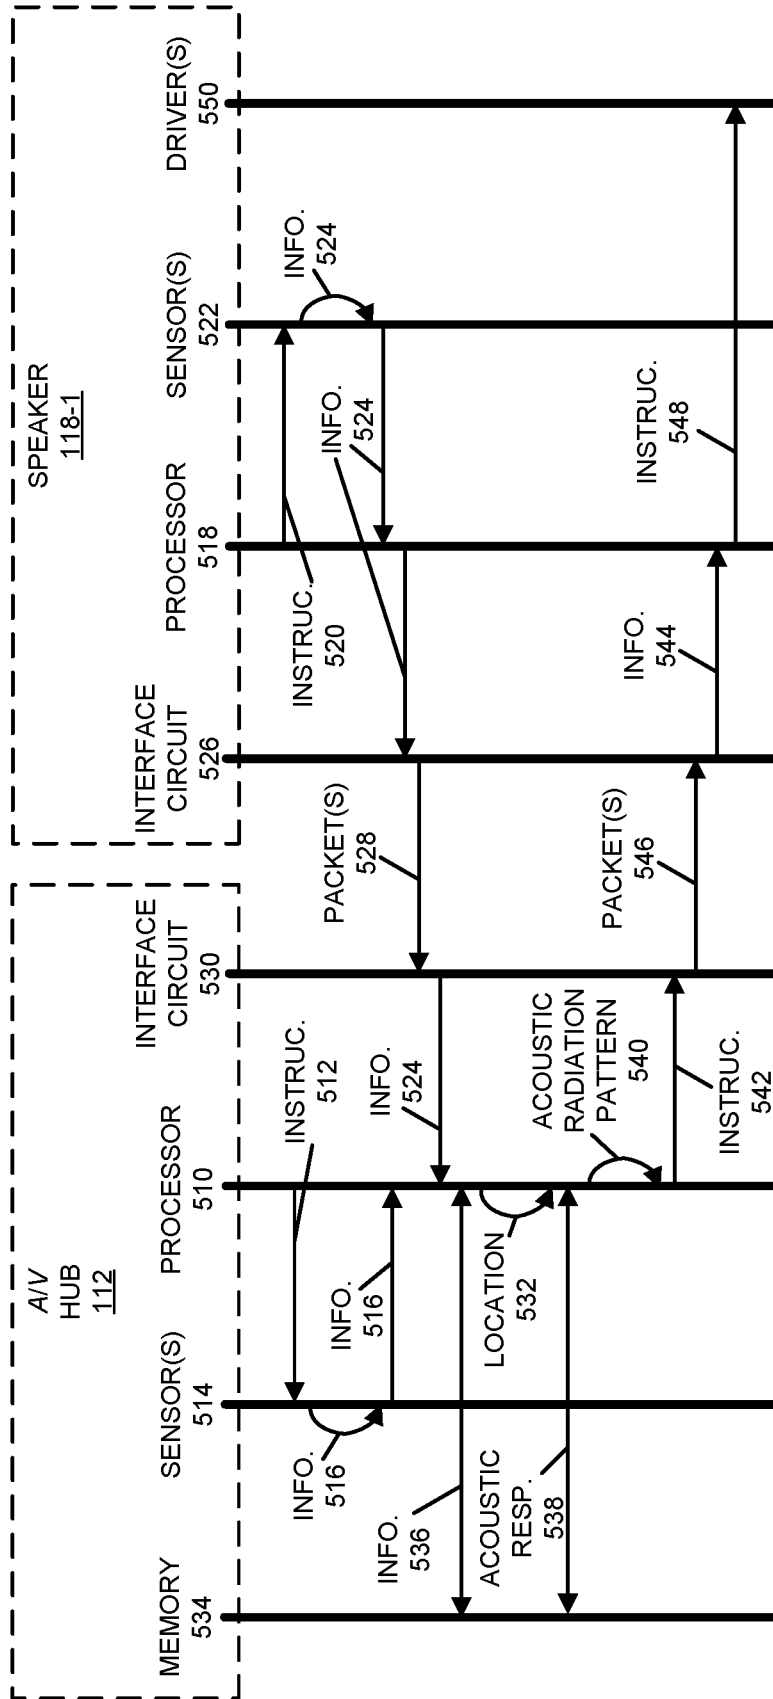 A/V
HUB
112
SPEAKER
118-1
MEMORY
534
SENSOR(S)
514
PROCESSOR
510
INTERFACE
CIRCUIT
530
INTERFACE
CIRCUIT
526
PROCESSOR
518
SENSOR(S)
522
DRIVER(S)
550
INSTRUC.
512
INSTRUC.
520
INFO.
516
INFO.
524
INFO.
516
INFO.
524
PACKET(S)
528
INFO.
524
INFO.
536
LOCATION
532
ACOUSTIC
RESP.
538
ACOUSTIC
RADIATION
PATTERN
540
INSTRUC.
542
PACKET(S)
546
INFO.
544
INSTRUC.
548